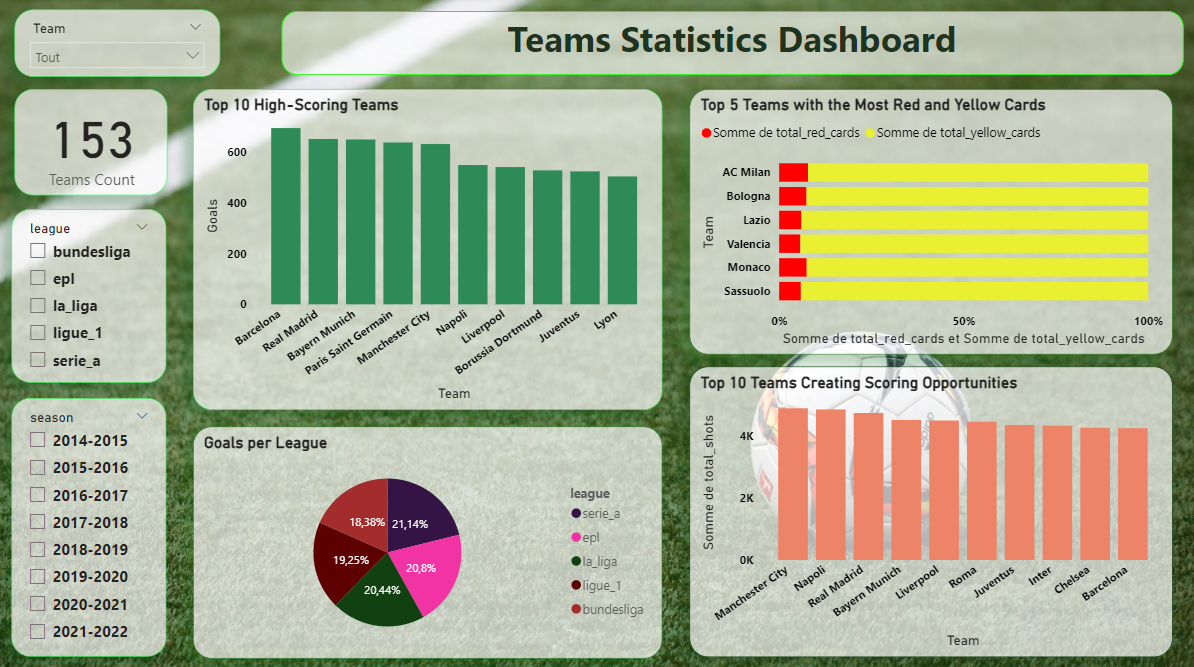 Team
Tout
Teams Statistics Dashboard
153
Teams Count
league
bundesliga
epl
la_liga
ligue_1
serie_a
season
2014-2015
2015-2016
2016-2017
2017-2018
2018-2019
2019-2020
2020-2021
2021-2022
Top 10 High-Scoring Teams
Goals
600
400
200
0
Barcelona
Real Madrid
Bayern Munich
Paris Saint Germain
Manchester City
Napoli
Liverpool
Borussia Dortmund
Juventus
Lyon
Team
Goals per League
21,14%
20,8%
20,44%
19,25%
18,38%
league
serie_a
epl
la_liga
ligue_1
bundesliga
Top 5 Teams with the Most Red and Yellow Cards
Somme de total_red_cards Somme de total_yellow_cards
Team
AC Milan
Bologna
Lazio
Valencia
Monaco
Sassuolo
0% 50% 100%
Somme de total_red_cards et Somme de total_yellow_cards
Top 10 Teams Creating Scoring Opportunities
Somme de total_shots
4K
2K
0K
Manchester City
Napoli
Real Madrid
Bayern Munich
Liverpool
Roma
Juventus
Inter
Chelsea
Barcelona
Team